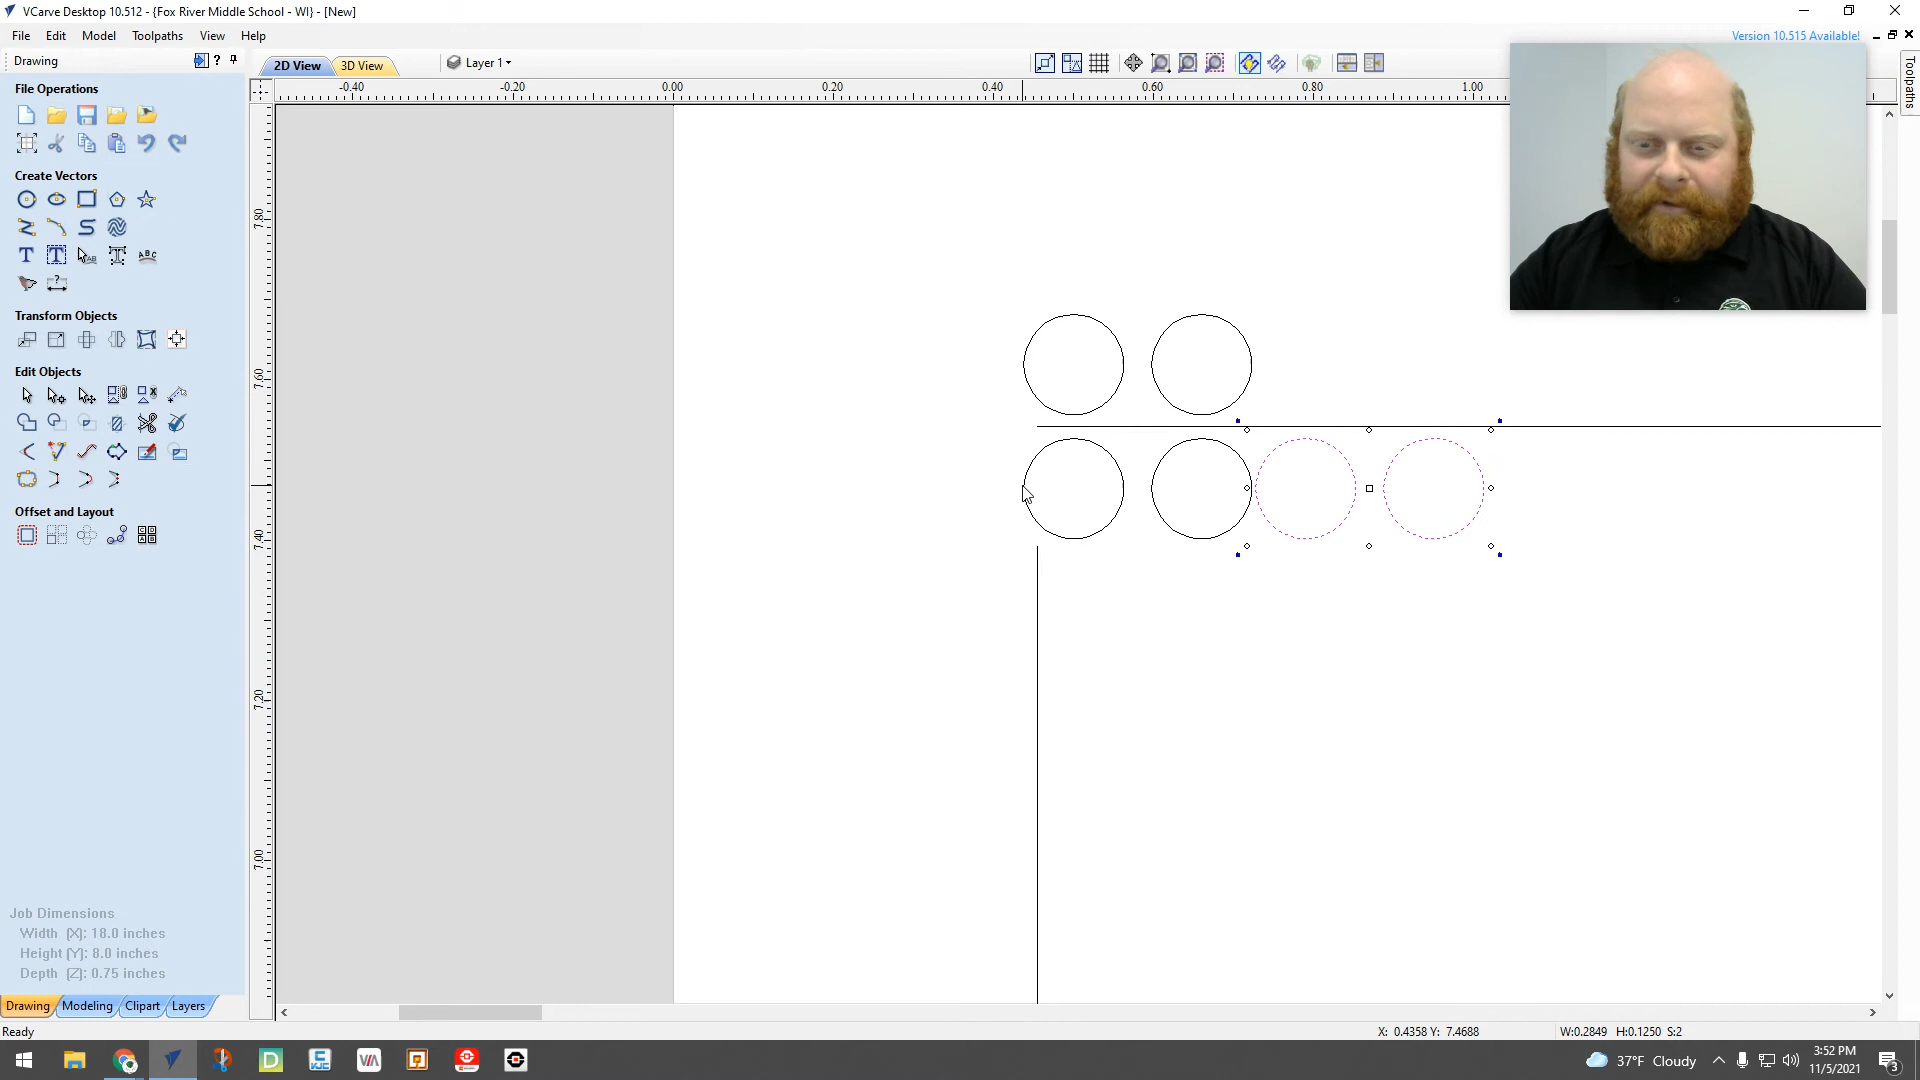 VCarve Desktop 10.512 - {Fox River Middle School - WI} - [New]
File Edit Model Toolpaths View Help
Version 10.515 Available!
Drawing
2D View 3D View Layer 1
Toolpaths
File Operations
-0.40 -0.20 0.00 0.20 0.40 0.60 0.80 1.00
Create Vectors
7.80
Transform Objects
7.60
Edit Objects
Offset and Layout
7.40
7.20
7.00
Job Dimensions
Width (X): 18.0 inches
Height (Y): 8.0 inches
Depth (Z): 0.75 inches
Drawing Modeling Clipart Layers
Ready
X: 0.4358 Y: 7.4688 W:0.2849 H:0.1250 S:2
37°F Cloudy
3:52 PM
11/5/2021
3